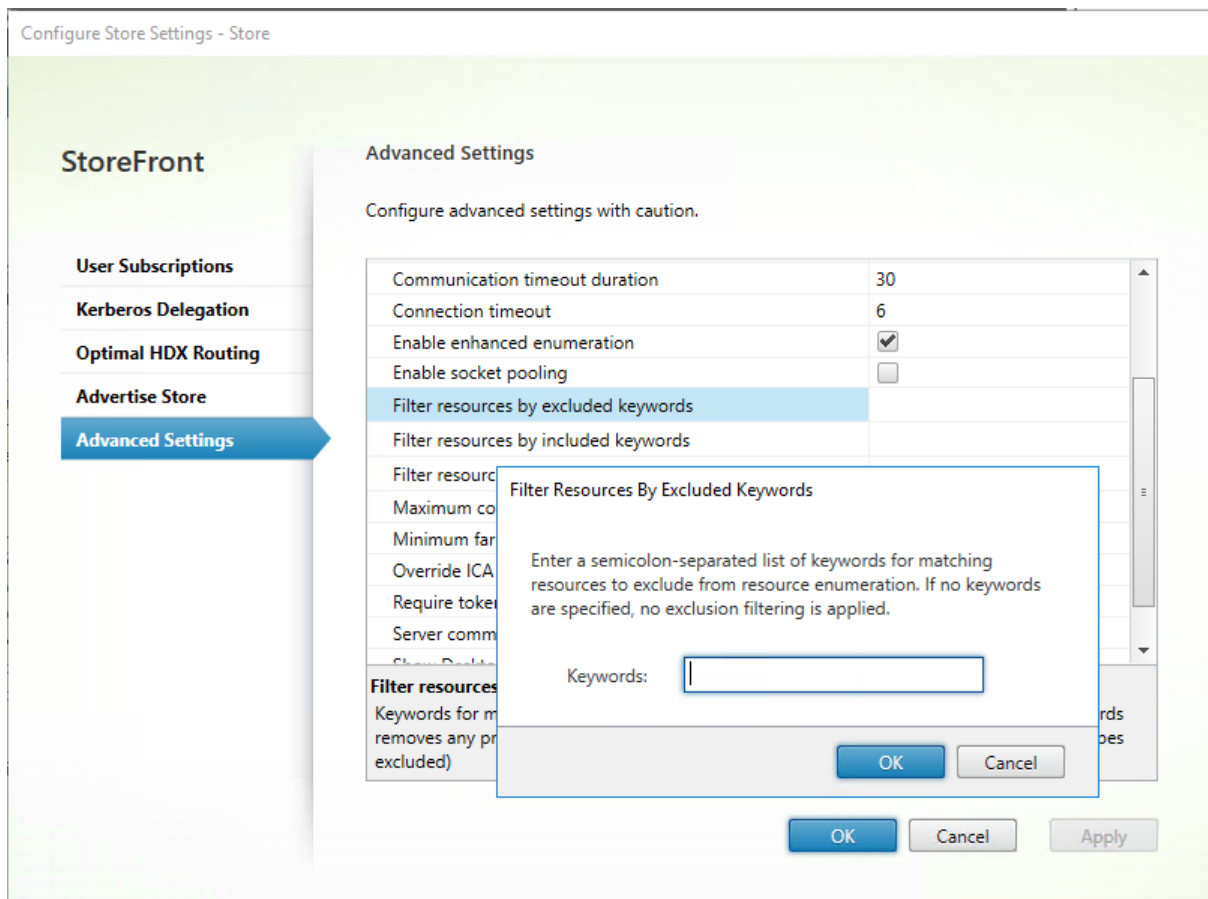 Configure Store Settings - Store
StoreFront
User Subscriptions
Kerberos Delegation
Optimal HDX Routing
Advertise Store
Advanced Settings
Advanced Settings
Configure advanced settings with caution.
Communication timeout duration 30
Connection timeout 6
Enable enhanced enumeration
Enable socket pooling
Filter resources by excluded keywords
Filter resources by included keywords
Filter resourc
Maximum co
Minimum far
Override ICA
Require token
Server comm
Filter resources
Keywords for m rds
removes any pr pes
excluded)
Filter Resources By Excluded Keywords
Enter a semicolon-separated list of keywords for matching
resources to exclude from resource enumeration. If no keywords
are specified, no exclusion filtering is applied.
Keywords:
OK Cancel
OK Cancel Apply